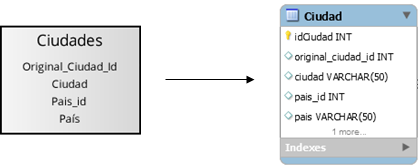 Ciudades
Original_Ciudad_Id
Ciudad
Pais_id
País
Ciudad
idCiudad INT
original_ciudad_id INT
ciudad VARCHAR(50)
pais_id INT
pais VARCHAR(50)
1 more...
Indexes